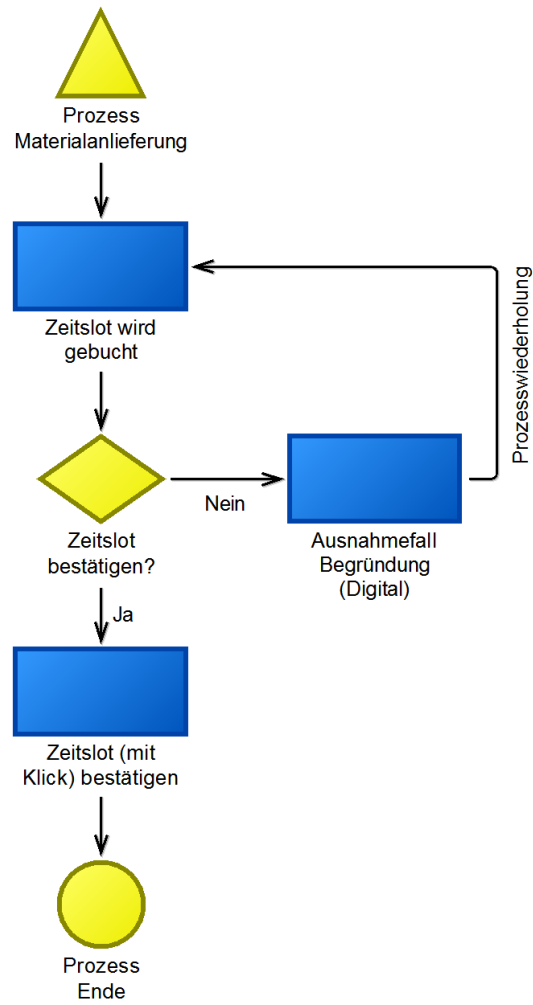 Prozess
Materialanlieferung
Zeitslot wird
gebucht
Prozesswiederholung
Zeitslot
bestätigen?
Nein
Ausnahmefall
Begründung
(Digital)
Ja
Zeitslot (mit
Klick) bestätigen
Prozess
Ende